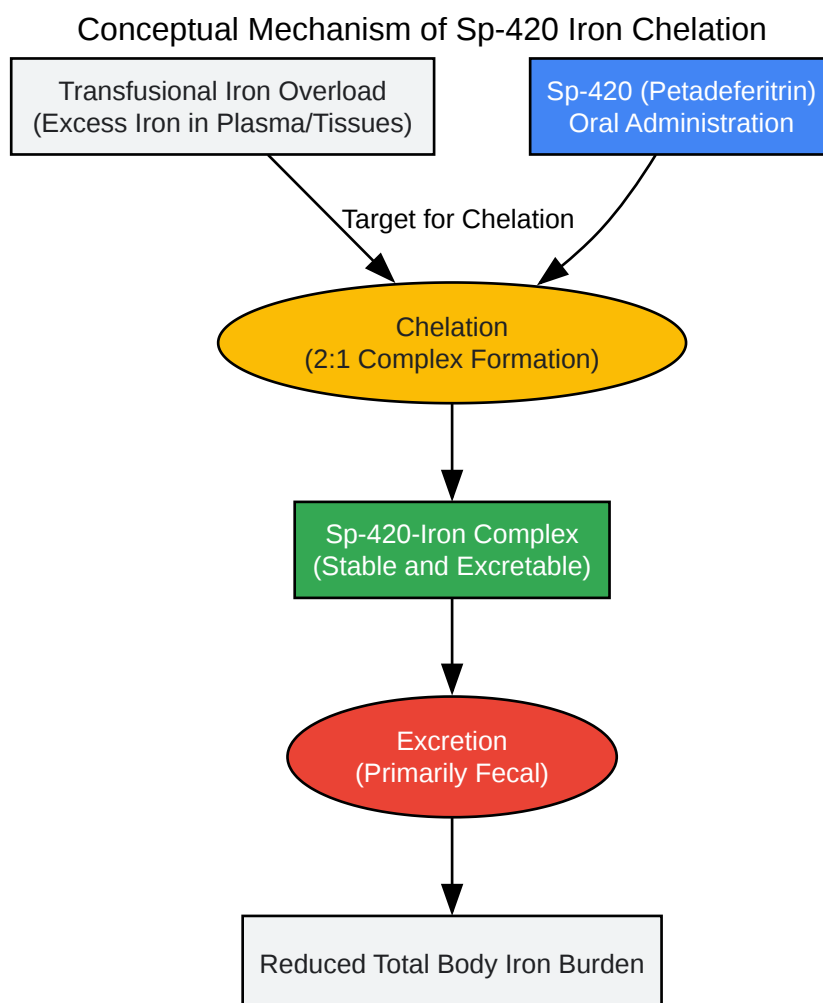 Conceptual Mechanism of Sp-420 Iron Chelation
Transfusional Iron Overload
(Excess Iron in Plasma/Tissues)
Sp-420 (Petadeferitrin)
Oral Administration
Target for Chelation
Chelation
(2:1 Complex Formation)
Sp-420-Iron Complex
(Stable and Excretable)
Excretion
(Primarily Fecal)
Reduced Total Body Iron Burden